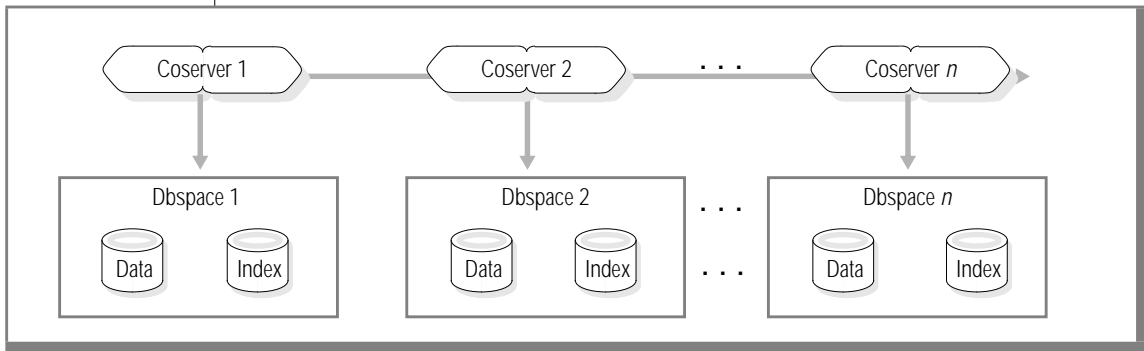 Coserver 1 Coserver 2 . . . Coserver n
Dbspace 1 Dbspace 2 . . . Dbspace n
Data Index Data Index . . . Data Index